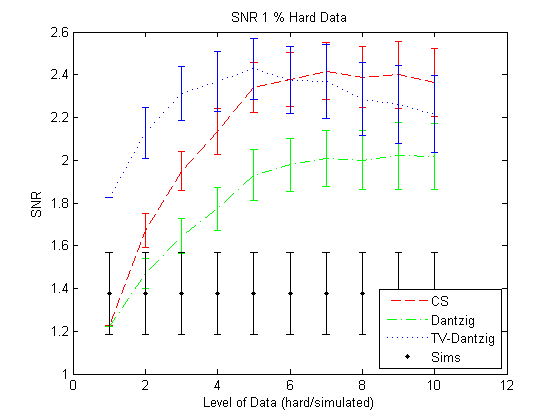 SNR 1 % Hard Data
2.6
2.4
2.2
2
1.8
1.6
1.4
1.2
1
SNR
CS
Dantzig
TV-Dantzig
Sims
0 2 4 6 8 10 12
Level of Data (hard/simulated)